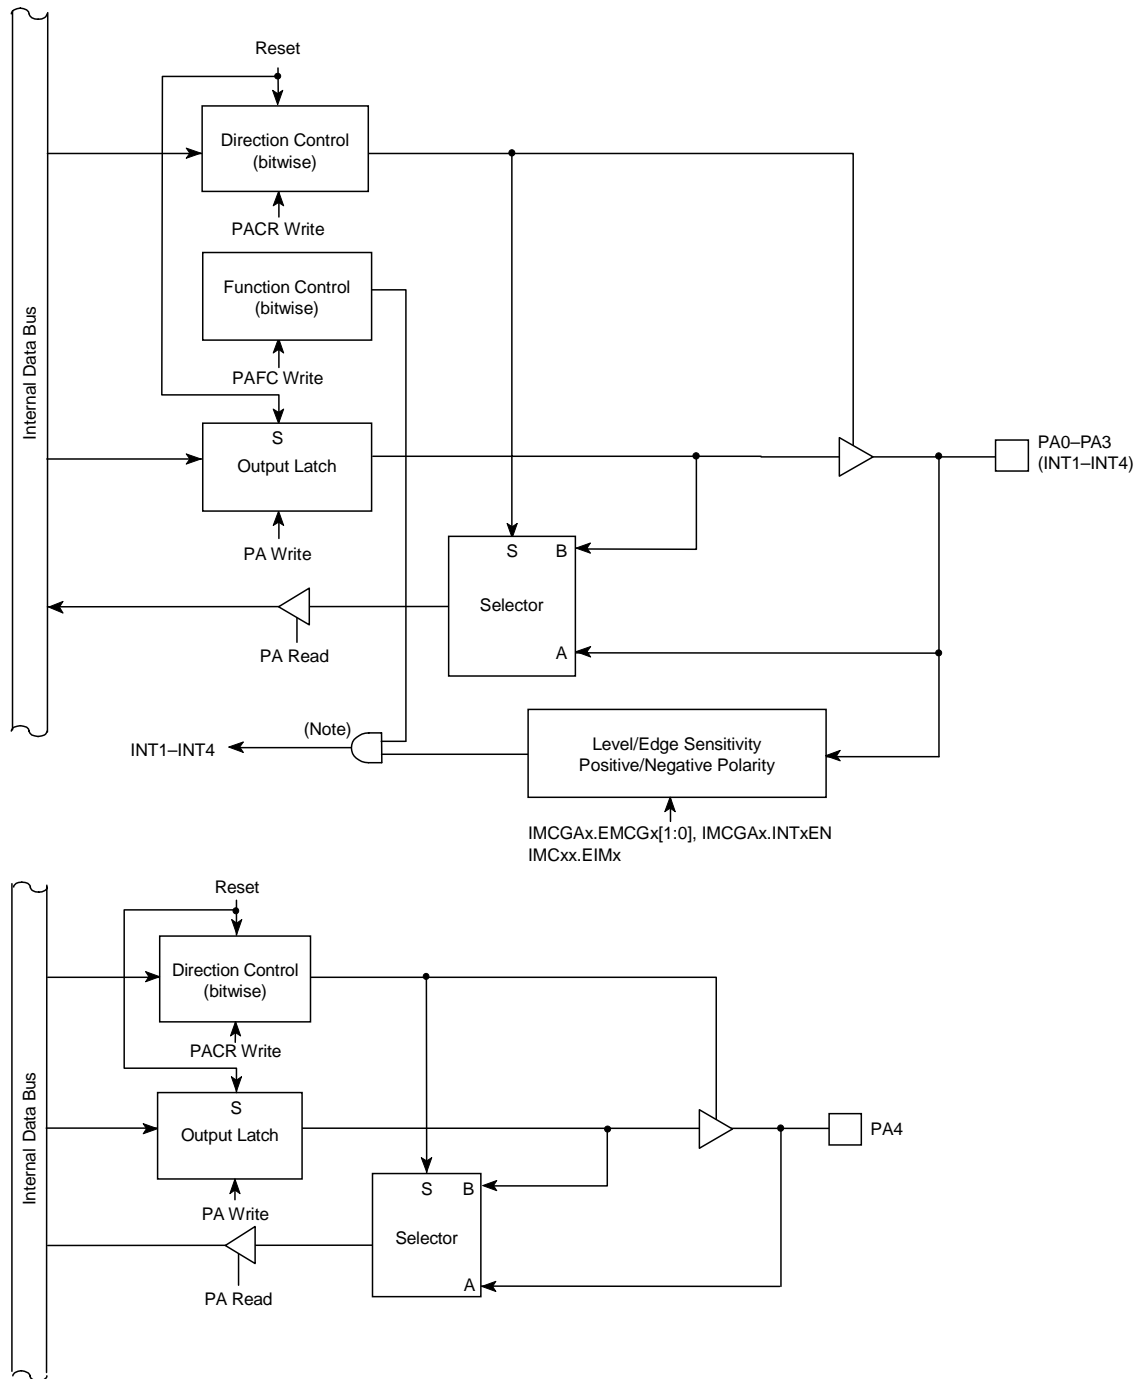 Reset
Direction Control
(bitwise)
PACR Write
Function Control
(bitwise)
PAFC Write
Internal Data Bus
S
Output Latch
PA Write
PA0–PA3
(INT1–INT4)
S
B
Selector
A
PA Read
(Note)
INT1–INT4
Level/Edge Sensitivity
Positive/Negative Polarity
IMCGAx.EMCGx[1:0], IMCGAx.INTxEN
IMCxx.EIMx
Reset
Direction Control
(bitwise)
PACR Write
Internal Data Bus
S
Output Latch
PA4
PA Write
S
B
Selector
A
PA Read